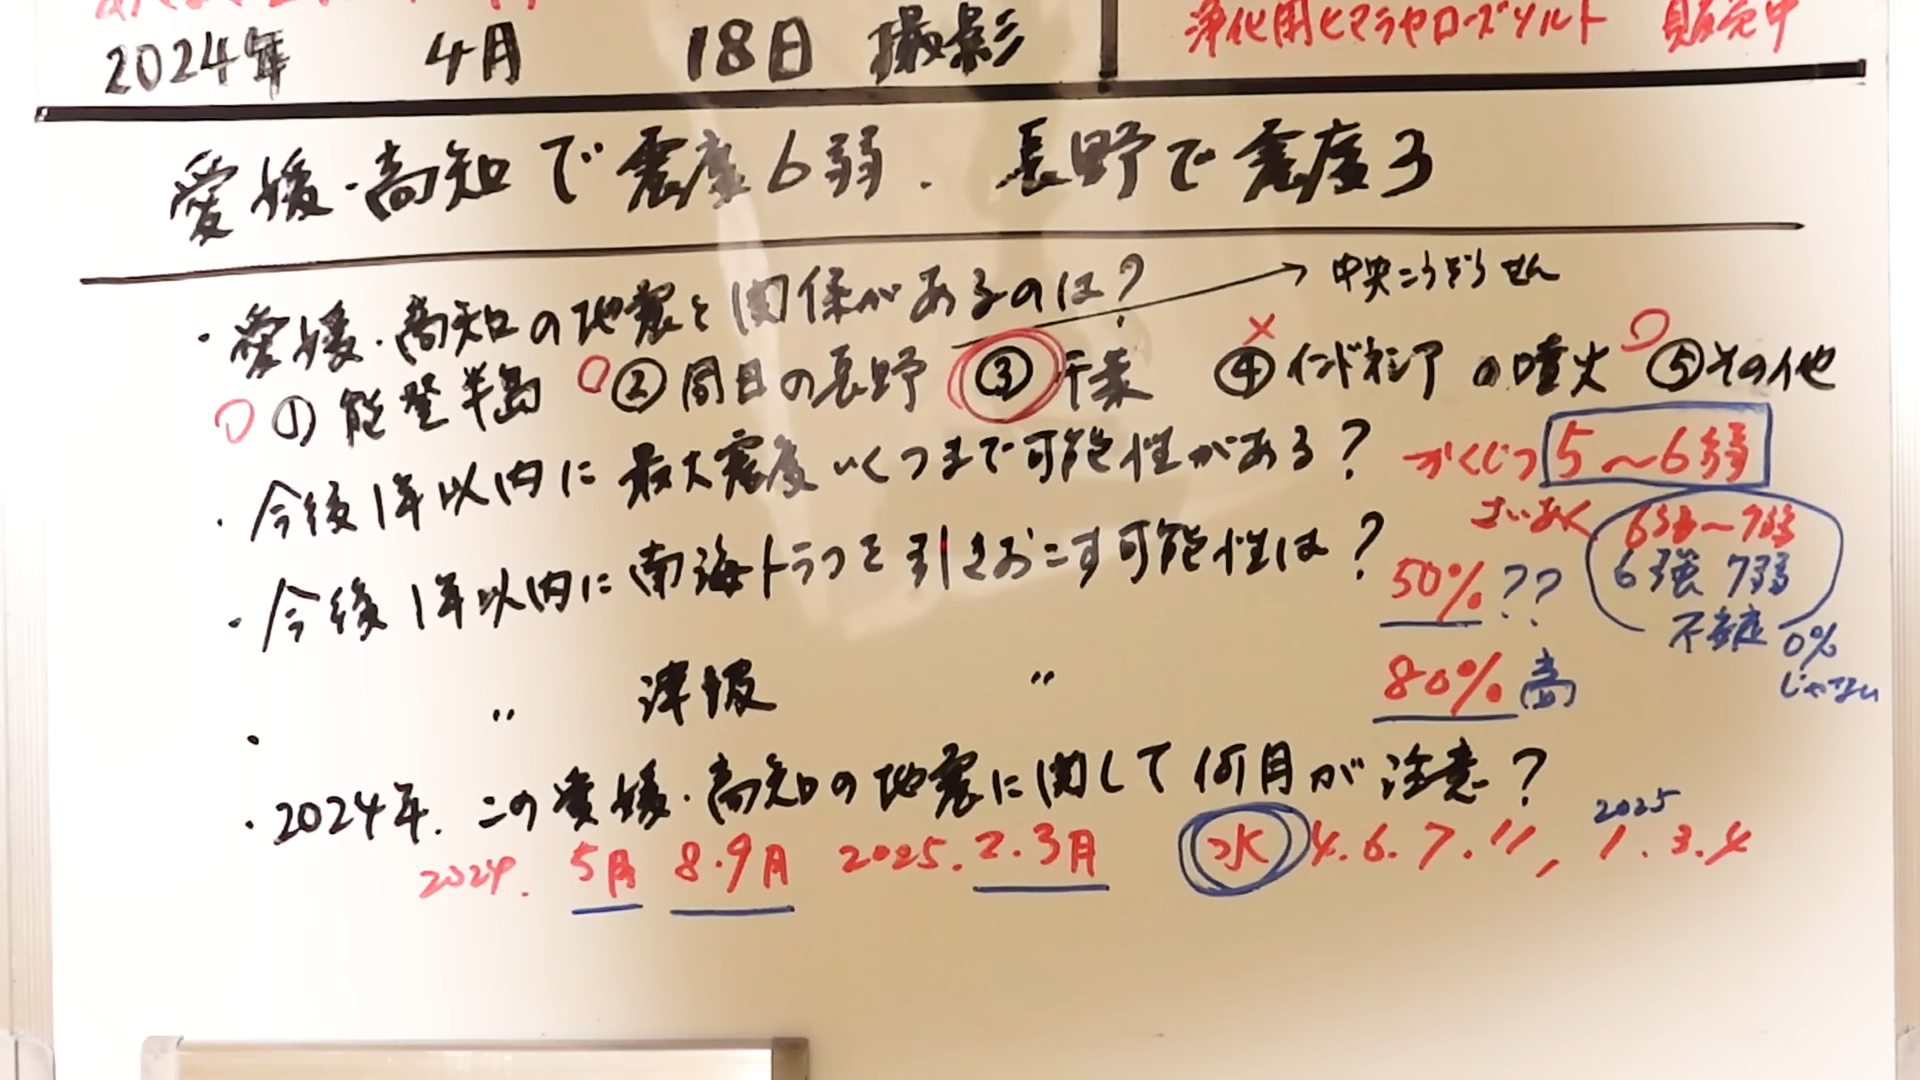 2024年 4月 18日 撮影
浄化用ヒマラヤローズソルト 販売中
愛媛・高知で震度6弱. 長野で震度3
・愛媛・高知の地震と関係があるのは? → 中央こうぞうせん
○① 能登半島 ○② 同日の長野 ③千葉 ×④インドネシアの噴火 ○⑤その他
・今後1年以内に最大震度いくつまで可能性がある? かくじつ 5〜6弱
さいあく 6強〜7弱
・今後1年以内に南海トラフを引きおこす可能性は? 50%??
6強 7弱
不安定 0%
じゃない
・ 〃 津波 〃 80% 高
・2024年. この愛媛・高知の地震に関して何月が注意?
2024. 5月 8.9月 2025. 2.3月 水 4.6.7.11, 2025 1.3.4